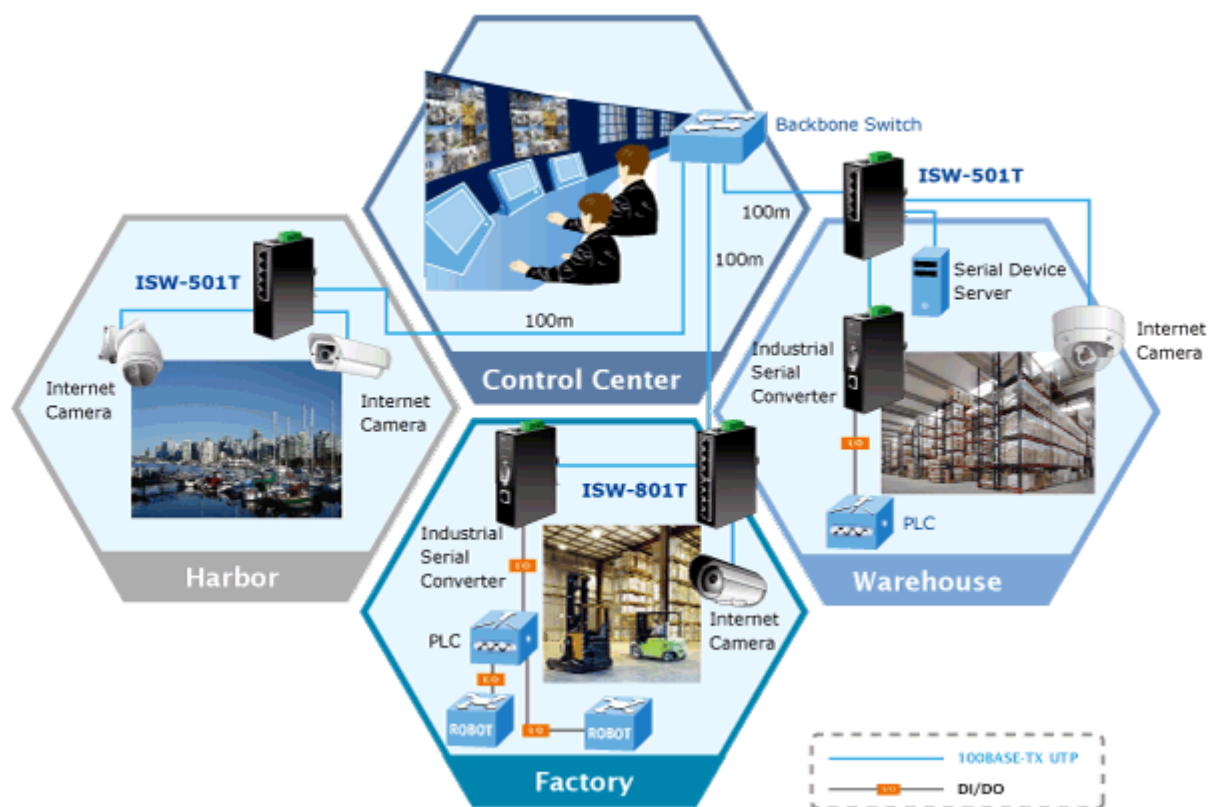 Backbone Switch
ISW-501T
100m
100m
100m
Serial Device
Server
Internet
Camera
Industrial
Serial
Converter
I/O
PLC
Warehouse
ISW-501T
Internet
Camera
Internet
Camera
Harbor
Control Center
ISW-801T
Industrial
Serial
Converter
I/O
PLC
I/O
ROBOT
I/O
ROBOT
Internet
Camera
Factory
100BASE-TX UTP
I/O
DI/DO